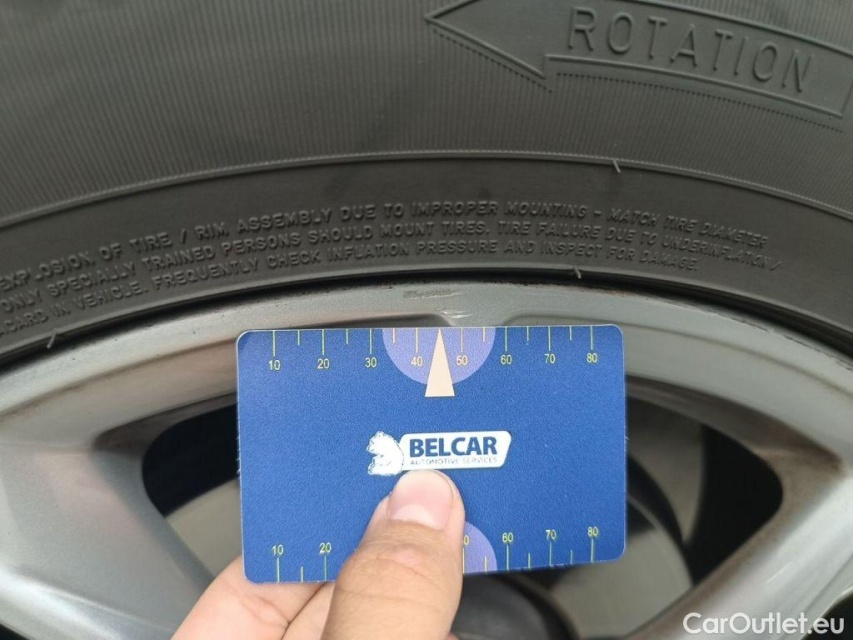 ROTATION
EXPLOSION OF TIRE / RIM ASSEMBLY DUE TO IMPROPER MOUNTING - MATCH TIRE DIAMETER
ONLY SPECIALLY TRAINED PERSONS SHOULD MOUNT TIRES. TIRE FAILURE DUE TO UNDERINFLATION /
CARD IN VEHICLE. FREQUENTLY CHECK INFLATION PRESSURE AND INSPECT FOR DAMAGE.
10 20 30 40 50 60 70 80
BELCAR
AUTOMOTIVE SERVICES
10 20 60 70 80
CarOutlet.eu